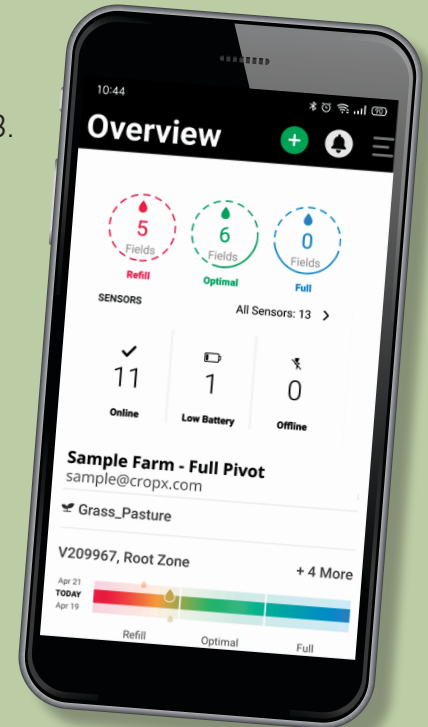 3.
10:44
90
Overview
5
Fields
Refill
6
Fields
Optimal
0
Fields
Full
SENSORS
All Sensors: 13
11
Online
1
Low Battery
0
Offline
Sample Farm - Full Pivot
sample@cropx.com
Grass_Pasture
V209967, Root Zone
+ 4 More
Apr 21
TODAY
Apr 19
Refill Optimal Full